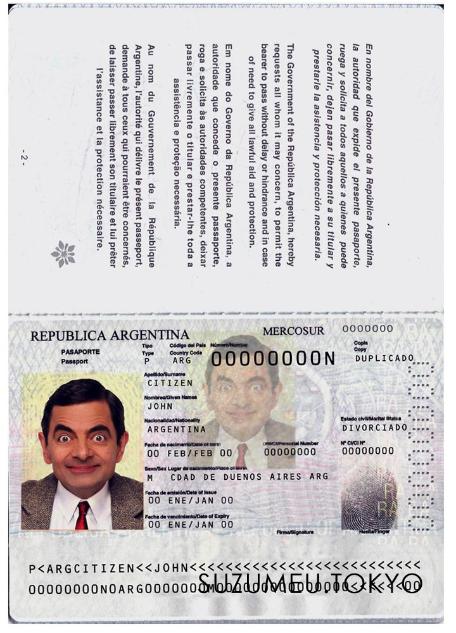 En nombre del Gobierno de la República Argentina,
la autoridad que expide el presente pasaporte,
ruega y solicita a todos aquellos a quienes puede
concernir, dejen pasar libremente a su titular y
prestarle la asistencia y protección necesaria.
The Government of the República Argentina, hereby
requests all whom it may concern, to permit the
bearer to pass without delay or hindrance and in case
of need to give all lawful aid and protection.
Em nome do Governo da República Argentina, a
autoridade que concede o presente passaporte,
roga e solicita às autoridades competentes, deixar
passar livremente o titular e prestar-lhe toda a
assistência e proteção necessária.
Au nom du Gouvernement de la République
Argentine, l'autorité qui délivre le présent passeport,
demande à tous ceux qui pourraient être concernés,
de laisser passer librement son titulaire et lui prêter
l'assistance et la protection nécessaire.
- 2 -
REPUBLICA ARGENTINA MERCOSUR 0000000
PASAPORTE
Passport
Tipo
Type
P
Código del País
Country Code
ARG
00000000N
Copia
Copy
DUPLICADO
Apellido/Surname
CITIZEN
Nombres/Given Names
JOHN
Nacionalidad/Nationality
ARGENTINA
Estado civil/Marital Status
DIVORCIADO
Fecha de nacimiento/Date of birth
00 FEB/FEB 00
Personal Number
00000000
Nº CI/CI Nº
00000000
Sexo/Sex Lugar de nacimiento/Place of birth
M CDAD DE DUENOS AIRES ARG
Fecha de emisión/Date of Issue
00 ENE/JAN 00
Fecha de vencimiento/Date of Expiry
00 ENE/JAN 00
Firma/Signature
P<ARGCITIZEN<<JOHN<<<<<<<<<<<<<<<<<<<<<<<<<<
SUZUMEU.TOKYO